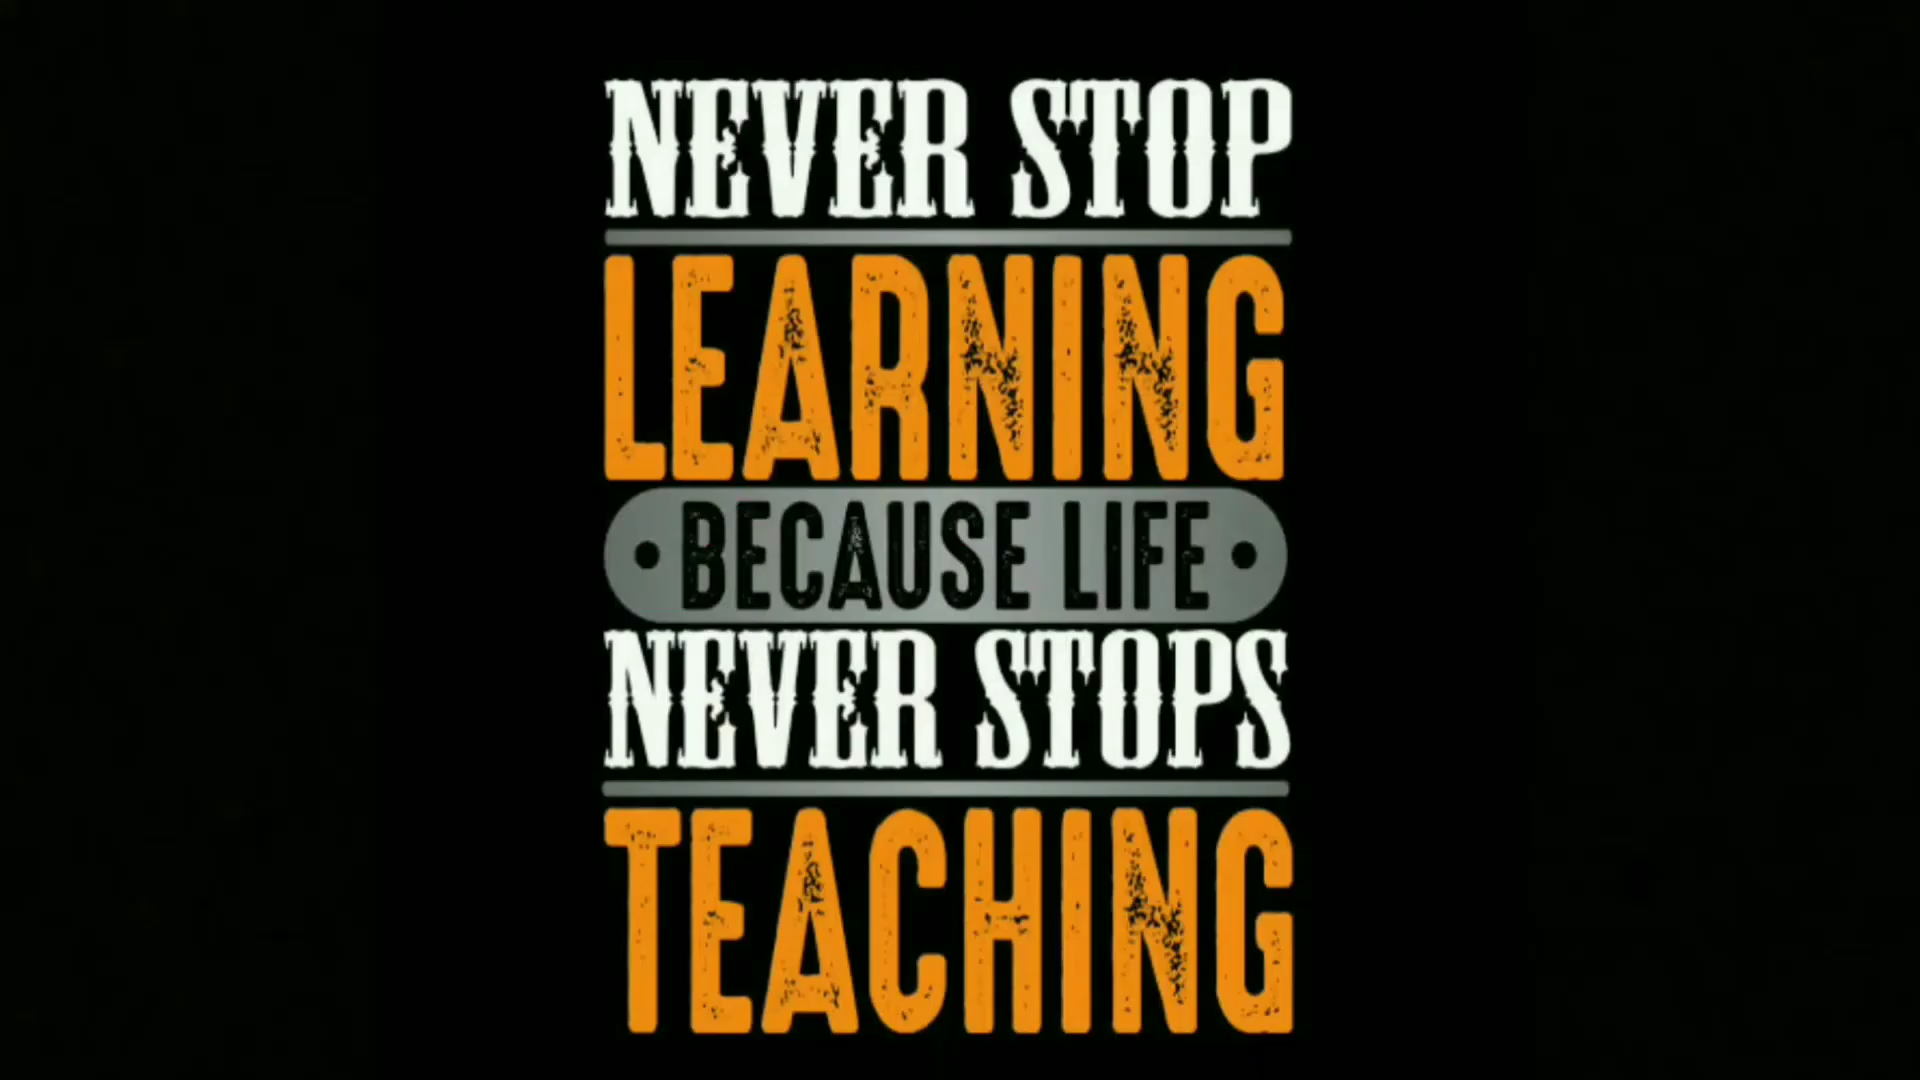 NEVER STOP
LEARNING
• BECAUSE LIFE •
NEVER STOPS
TEACHING